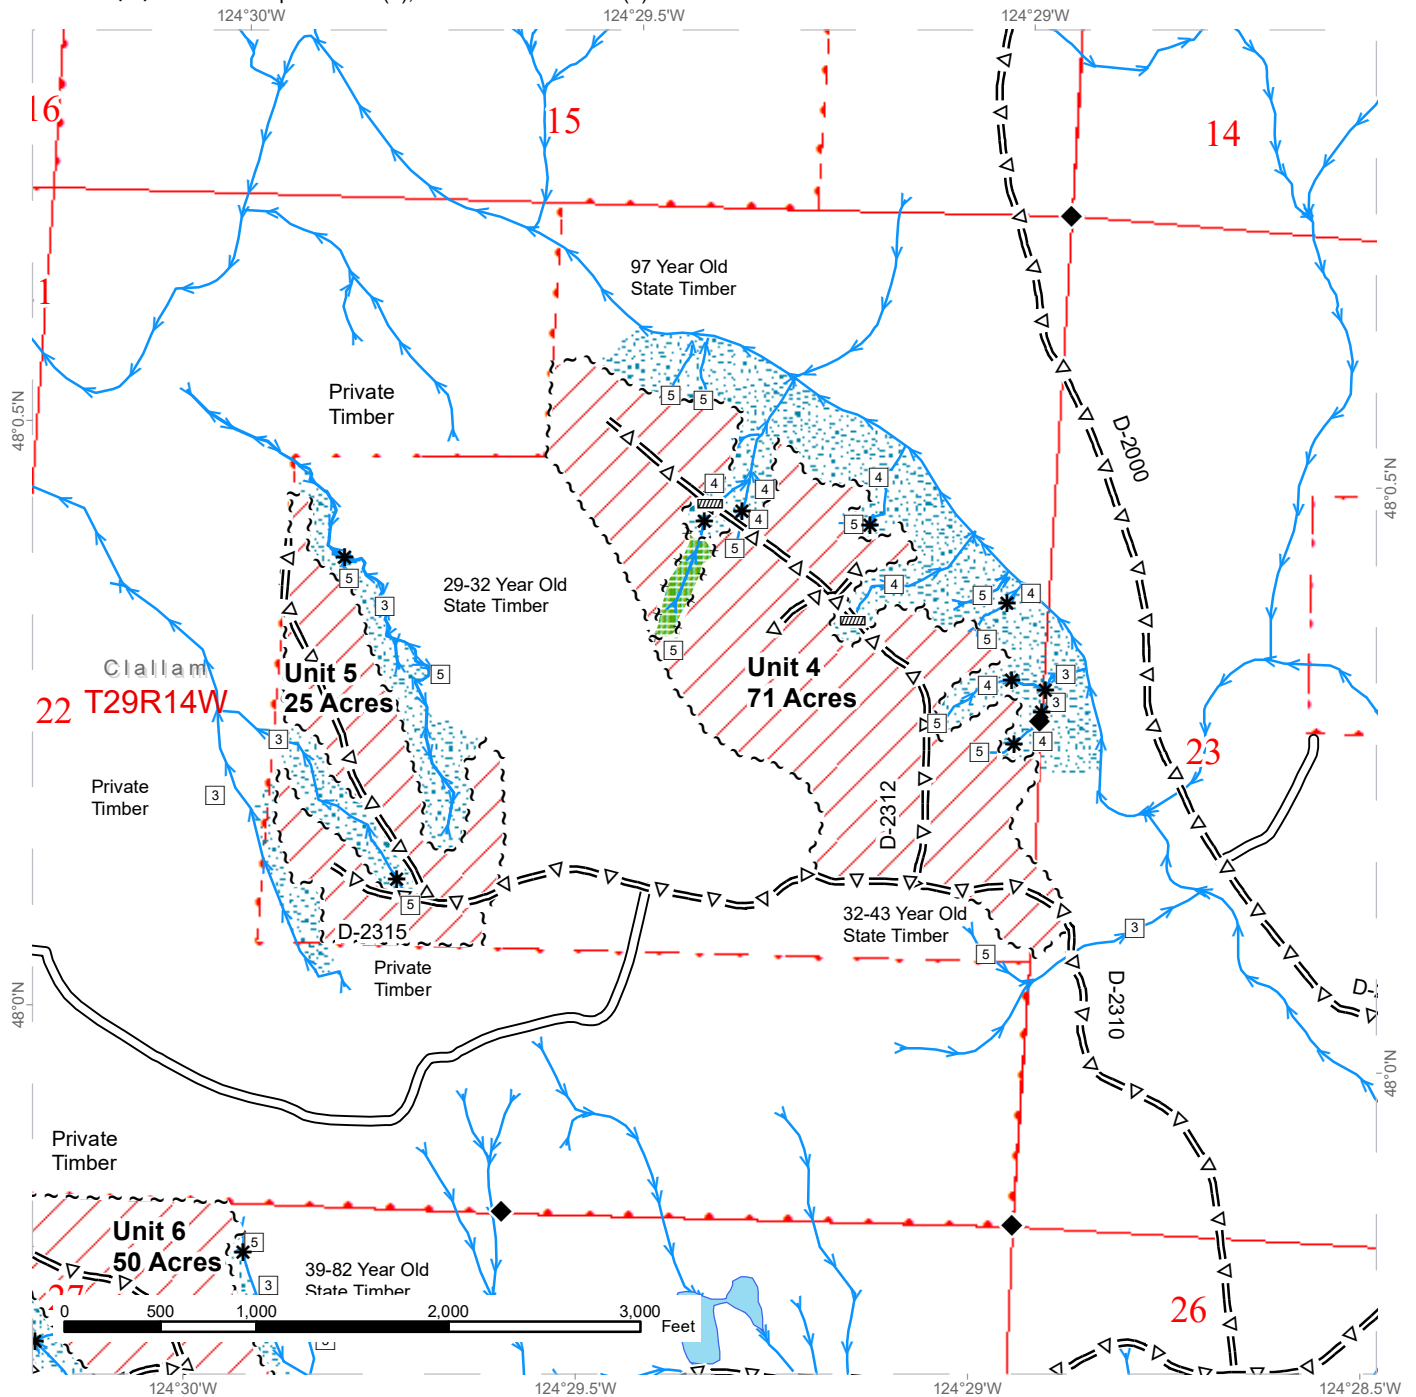 124°30'W
124°29.5'W
124°29'W
16
15
14
97 Year Old
State Timber
1
Private
Timber
48°0.5'N
48°0.5'N
D-2000
5
5
4
4
4
4
5
5
5
3
29-32 Year Old
State Timber
4
5
4
5
5
Clallam
T29R14W
22
Unit 5
25 Acres
5
Unit 4
71 Acres
3
4
3
5
5
4
3
23
Private
Timber
3
D-2312
5
32-43 Year Old
State Timber
3
D-2315
5
Private
Timber
D-2310
48°0'N
48°0'N
Private
Timber
Unit 6
50 Acres
5
3
39-82 Year Old
State Timber
27
26
0
500
1,000
2,000
3,000
Feet
124°30'W
124°29.5'W
124°29'W
124°28.5'W